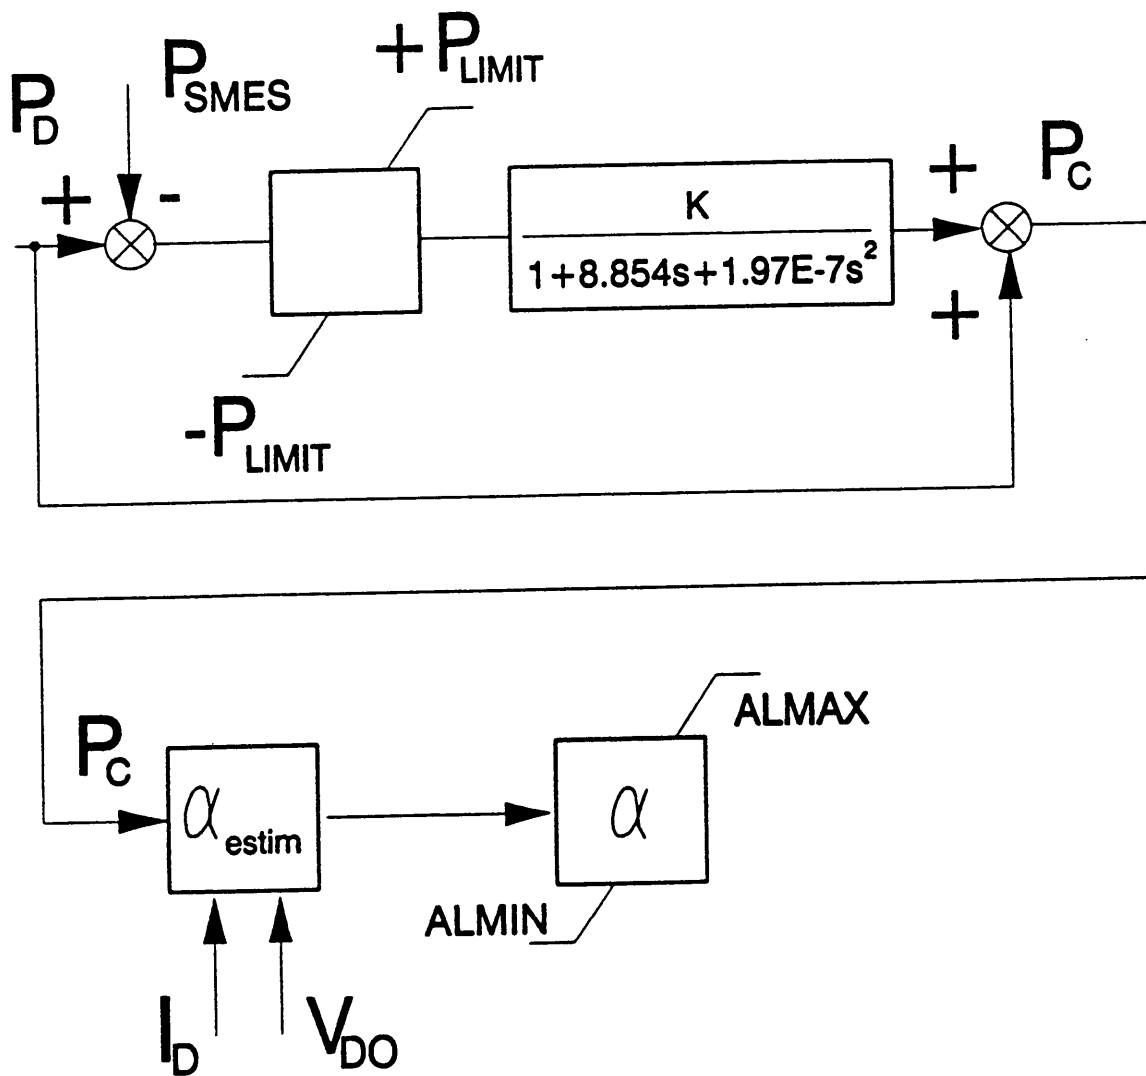 +P_LIMIT
P_SMES
P_D
+ -
+ P_C
K
1+8.854s+1.97E-7s²
+
-P_LIMIT
ALMAX
P_C
α_estim
α
ALMIN
I_D V_DO